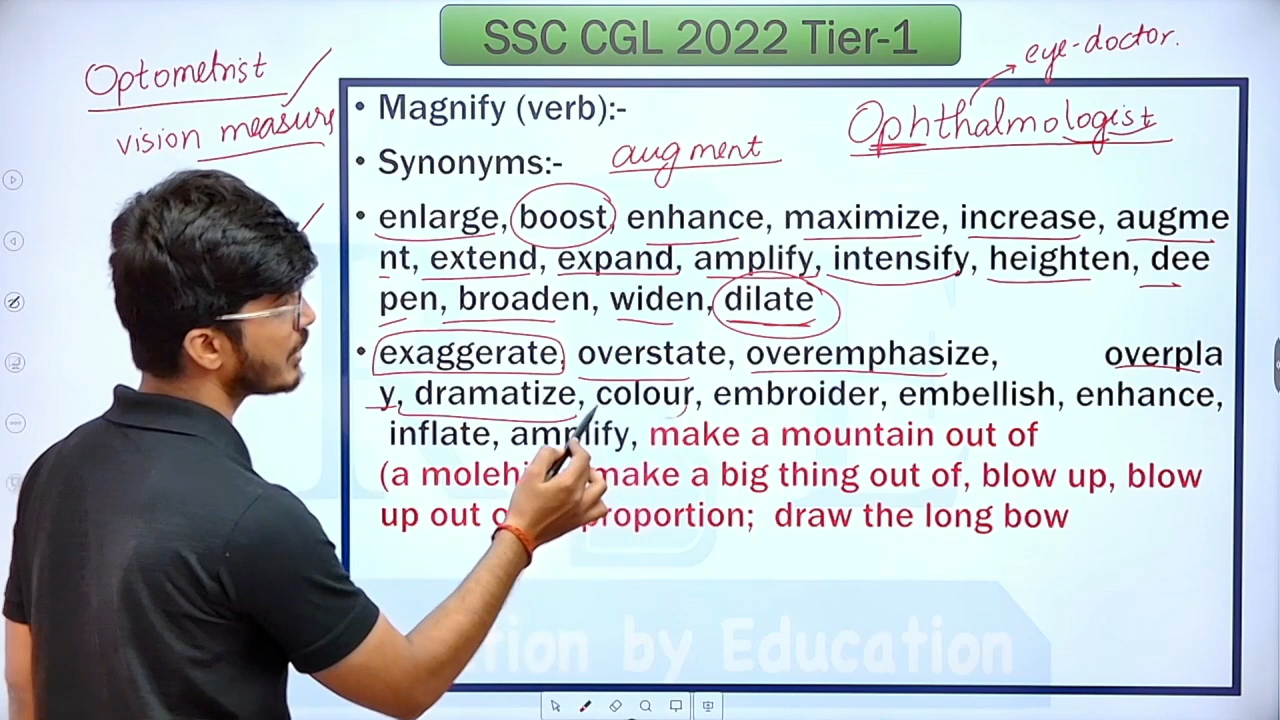 SSC CGL 2022 Tier-1
Optometrist
vision measure
eye-doctor.
Ophthalmologist
• Magnify (verb):-
• Synonyms:- augment
• enlarge, boost, enhance, maximize, increase, augme
nt, extend, expand, amplify, intensify, heighten, dee
pen, broaden, widen, dilate
• exaggerate, overstate, overemphasize, overpla
y, dramatize, colour, embroider, embellish, enhance,
inflate, amplify, make a mountain out of
(a molehi make a big thing out of, blow up, blow
up out o proportion; draw the long bow
tion by Education